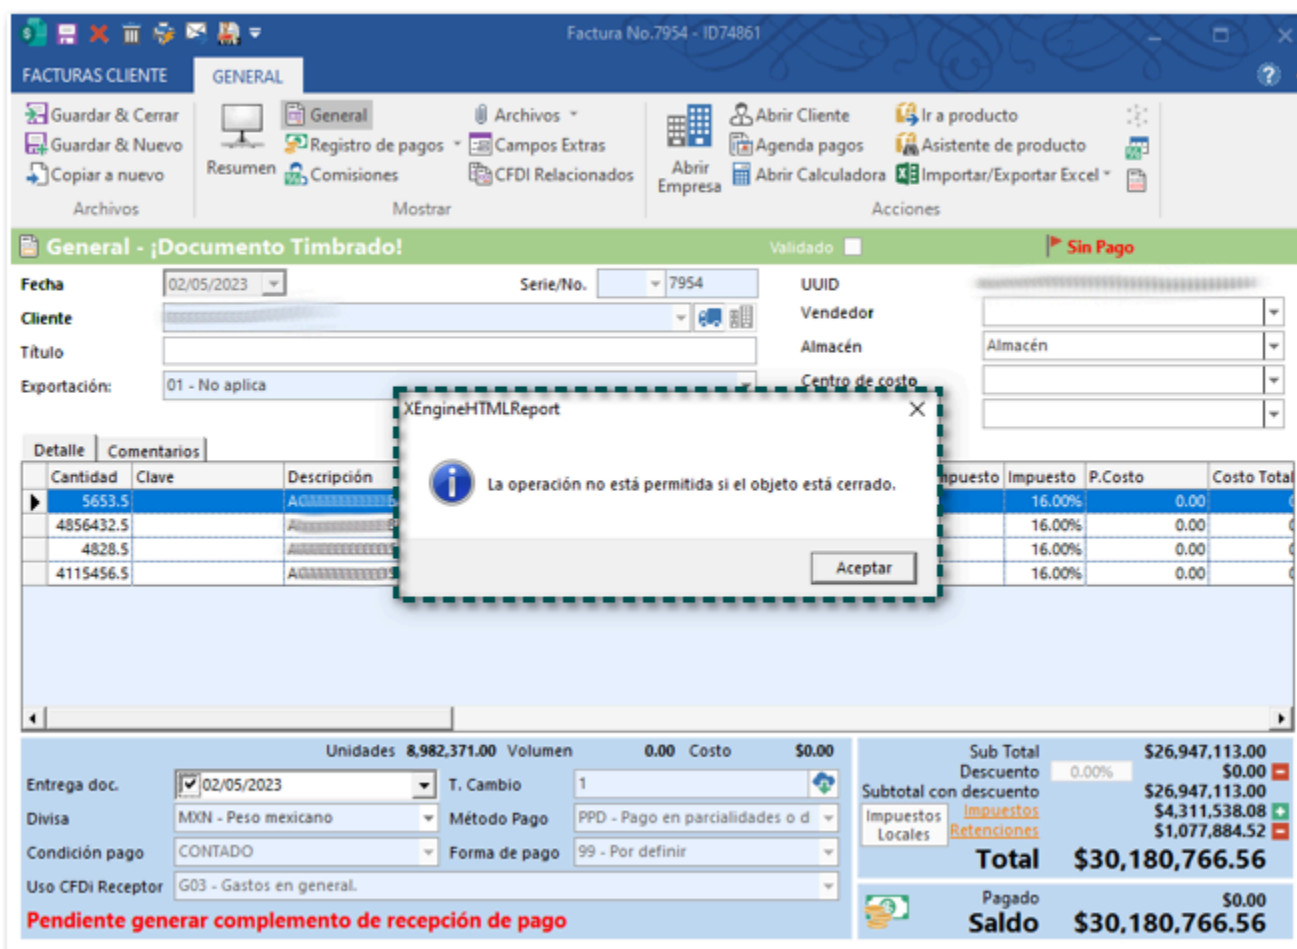 Factura No.7954 - ID74861
FACTURAS CLIENTE
GENERAL
Guardar & Cerrar
Guardar & Nuevo
Copiar a nuevo
Archivos
Resumen
General
Registro de pagos
Comisiones
Archivos
Campos Extras
CFDI Relacionados
Mostrar
Abrir
Empresa
Abrir Cliente
Agenda pagos
Abrir Calculadora
Ir a producto
Asistente de producto
Importar/Exportar Excel
Acciones
General - ¡Documento Timbrado!
Validado
Sin Pago
Fecha 02/05/2023 Serie/No. 7954 UUID
Cliente Vendedor
Título Almacén Almacén
Exportación: 01 - No aplica Centro de costo
XEngineHTMLReport
La operación no está permitida si el objeto está cerrado.
Aceptar
Detalle Comentarios
Cantidad Clave Descripción Impuesto P.Costo Costo Total
5653.5 16.00% 0.00
4856432.5 16.00% 0.00
4828.5 16.00% 0.00
4115456.5 16.00% 0.00
Unidades 8,982,371.00 Volumen 0.00 Costo $0.00
Entrega doc. 02/05/2023 T. Cambio 1
Divisa MXN - Peso mexicano Método Pago PPD - Pago en parcialidades o d
Condición pago CONTADO Forma de pago 99 - Por definir
Uso CFDi Receptor G03 - Gastos en general.
Pendiente generar complemento de recepción de pago
Sub Total $26,947,113.00
Descuento 0.00% $0.00
Subtotal con descuento $26,947,113.00
Impuestos
Locales
Impuestos $4,311,538.08
Retenciones $1,077,884.52
Total $30,180,766.56
Pagado $0.00
Saldo $30,180,766.56